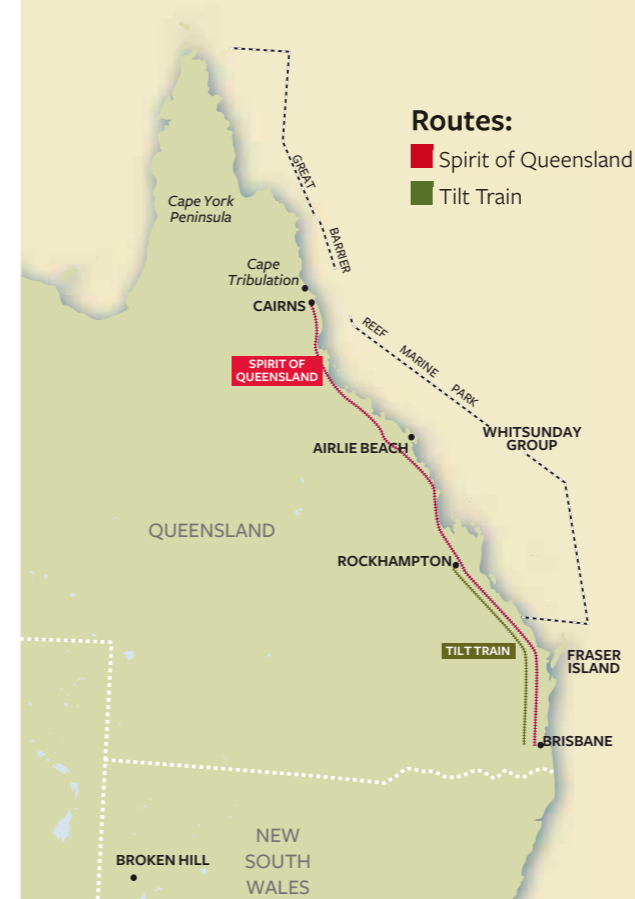 Routes:
Spirit of Queensland
Tilt Train
GREAT
BARRIER
Cape York
Peninsula
Cape
Tribulation
CAIRNS
REEF
MARINE
PARK
SPIRIT OF
QUEENSLAND
WHITSUNDAY
GROUP
AIRLIE BEACH
QUEENSLAND
ROCKHAMPTON
TILT TRAIN
FRASER
ISLAND
BRISBANE
NEW
SOUTH
WALES
BROKEN HILL